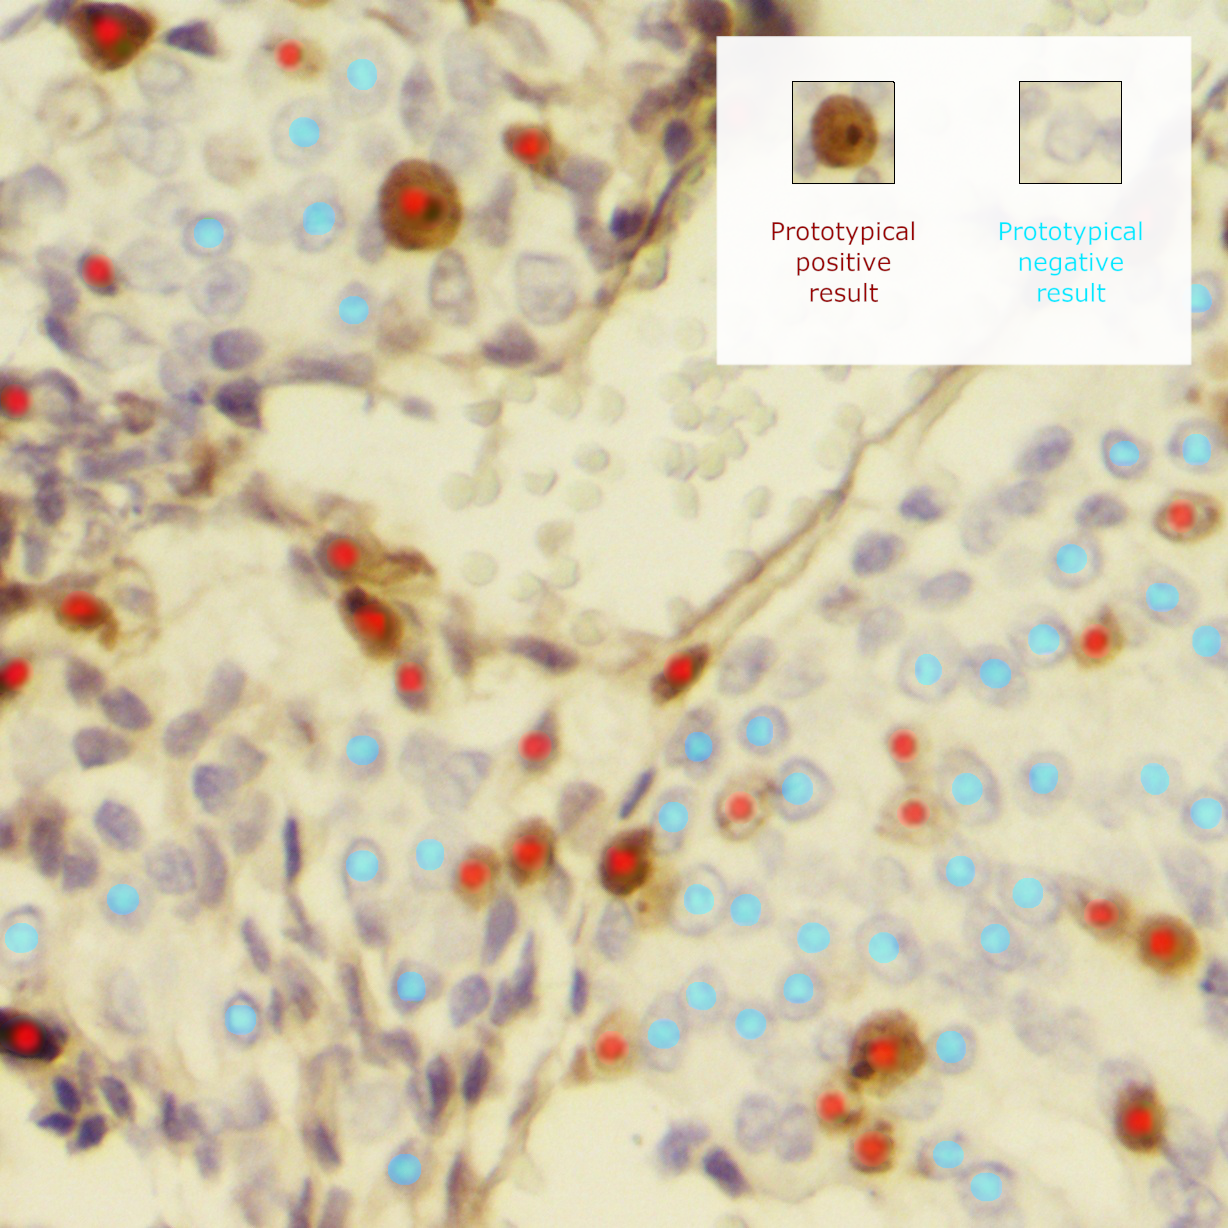 Prototypical
positive
result
Prototypical
negative
result